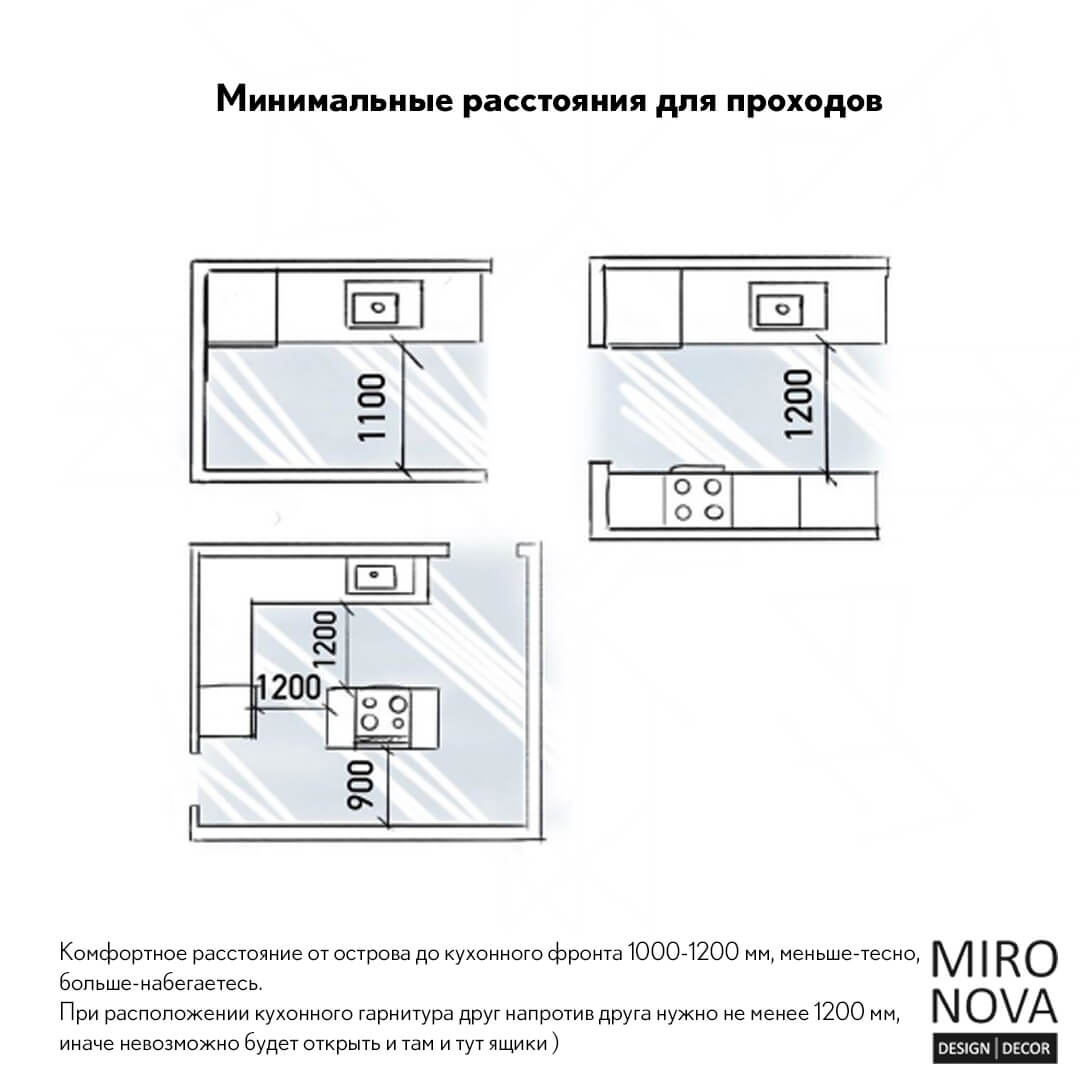 Минимальные расстояния для проходов
1100
1200
1200
1200
900
Комфортное расстояние от острова до кухонного фронта 1000-1200 мм, меньше-тесно,
больше-набегаетесь.
При расположении кухонного гарнитура друг напротив друга нужно не менее 1200 мм,
иначе невозможно будет открыть и там и тут ящики )
MIRO
NOVA
DESIGN | DECOR